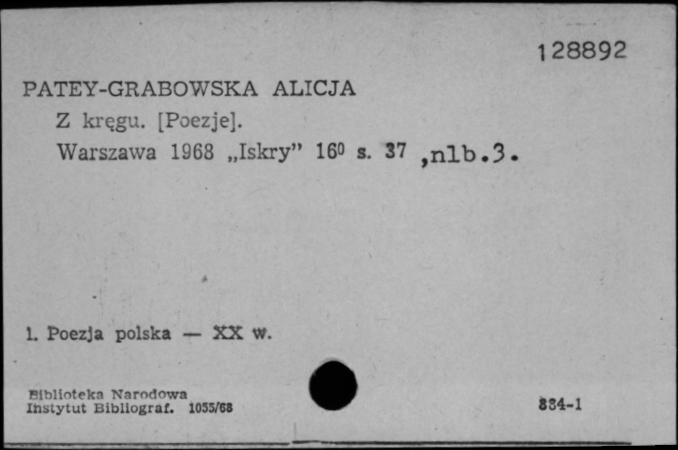 128892
PATEY-GRABOWSKA ALICJA
Z kręgu. [Poezje].
Warszawa 1968 „Iskry” 16⁰ s. 37 ,nlb.3.
1. Poezja polska — XX w.
Biblioteka Narodowa
Instytut Bibliograf. 1055/68
884-1